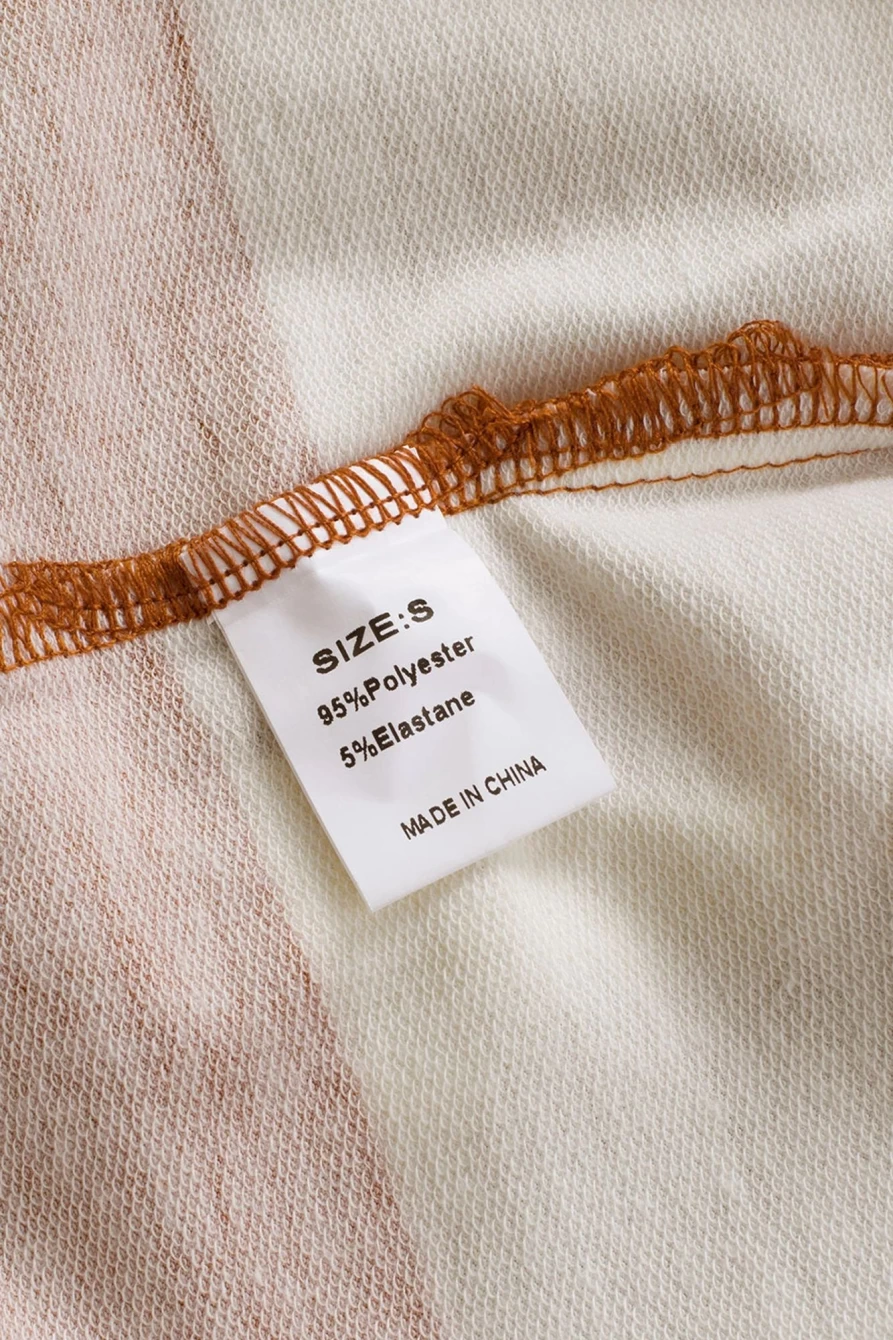 SIZE:S
95%Polyester
5%Elastane
MADE IN CHINA